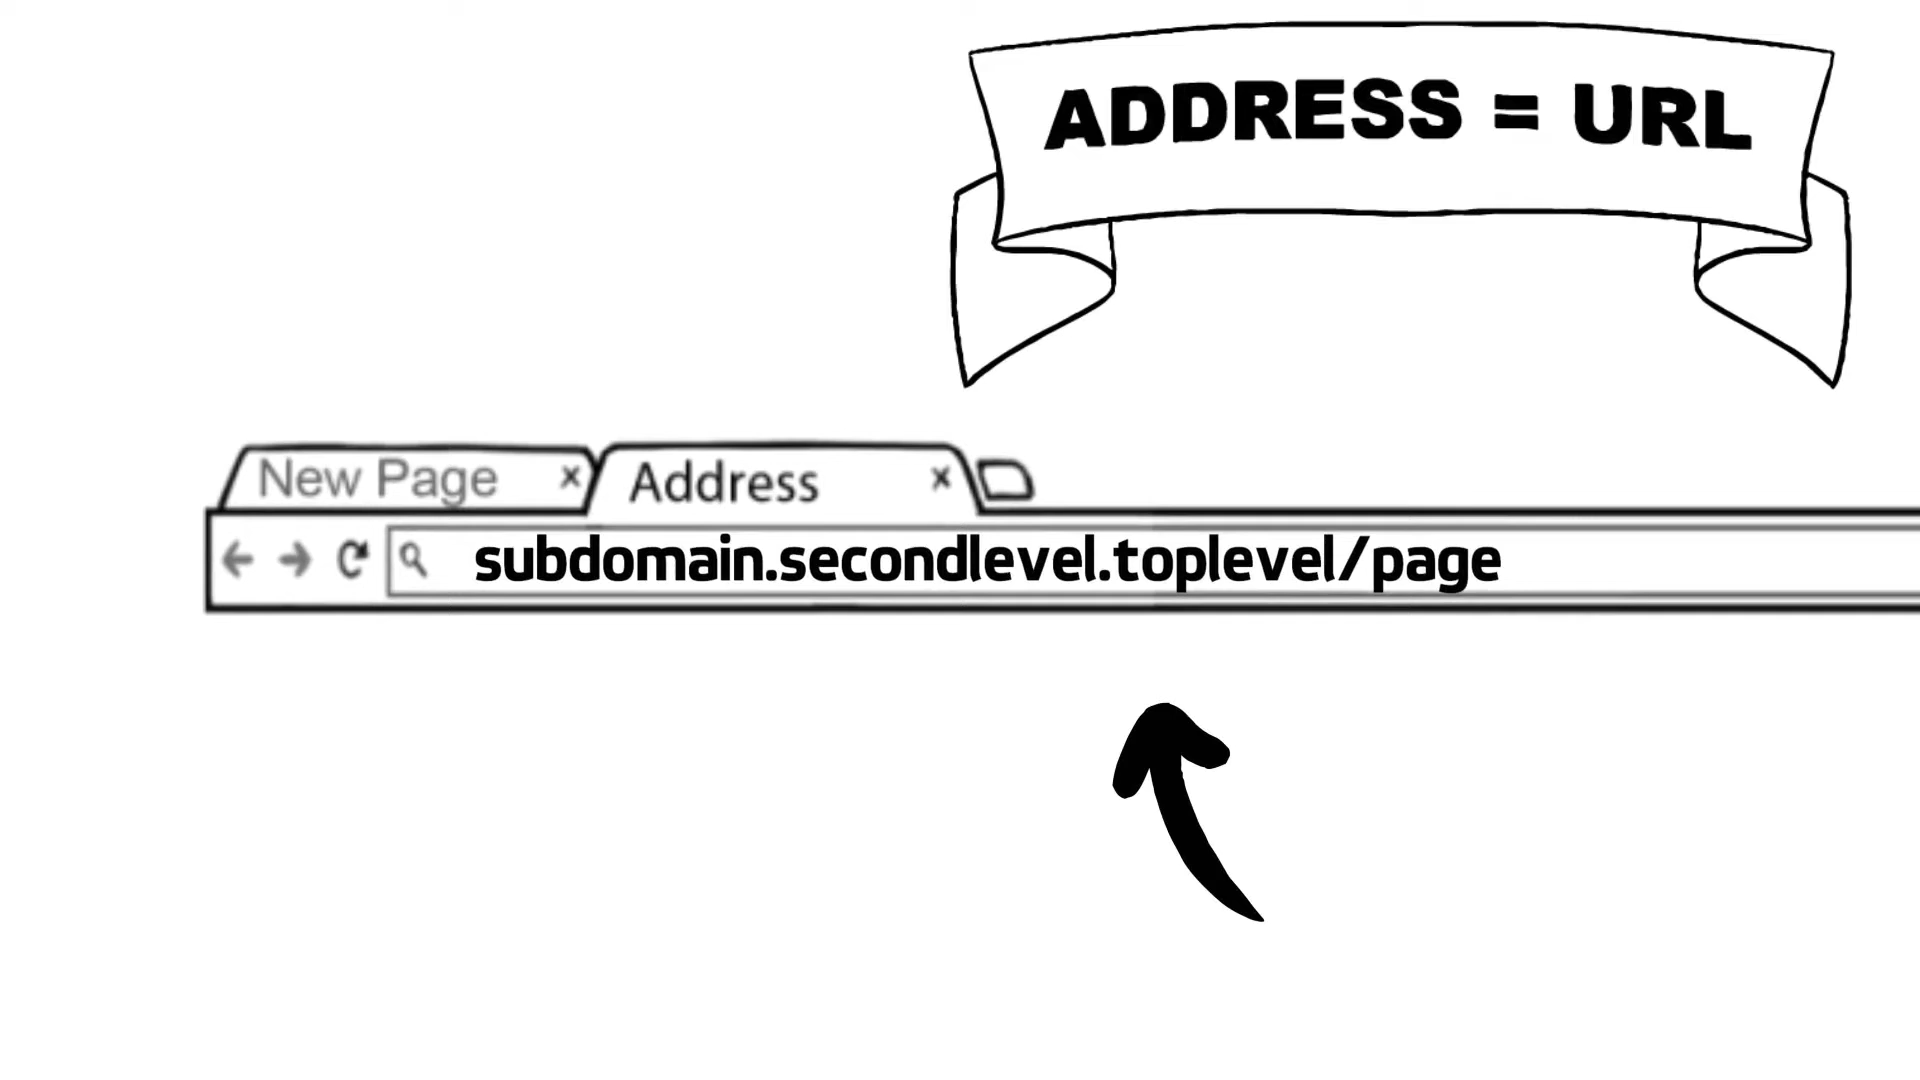 ADDRESS = URL
New Page x Address x
subdomain.secondlevel.toplevel/page